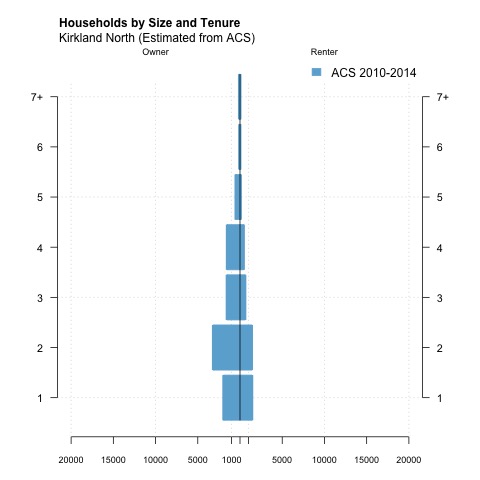 Households by Size and Tenure
Kirkland North (Estimated from ACS)
Owner Renter
ACS 2010-2014
7+ 7+
6 6
5 5
4 4
3 3
2 2
1 1
20000 15000 10000 5000 1000 5000 10000 15000 20000